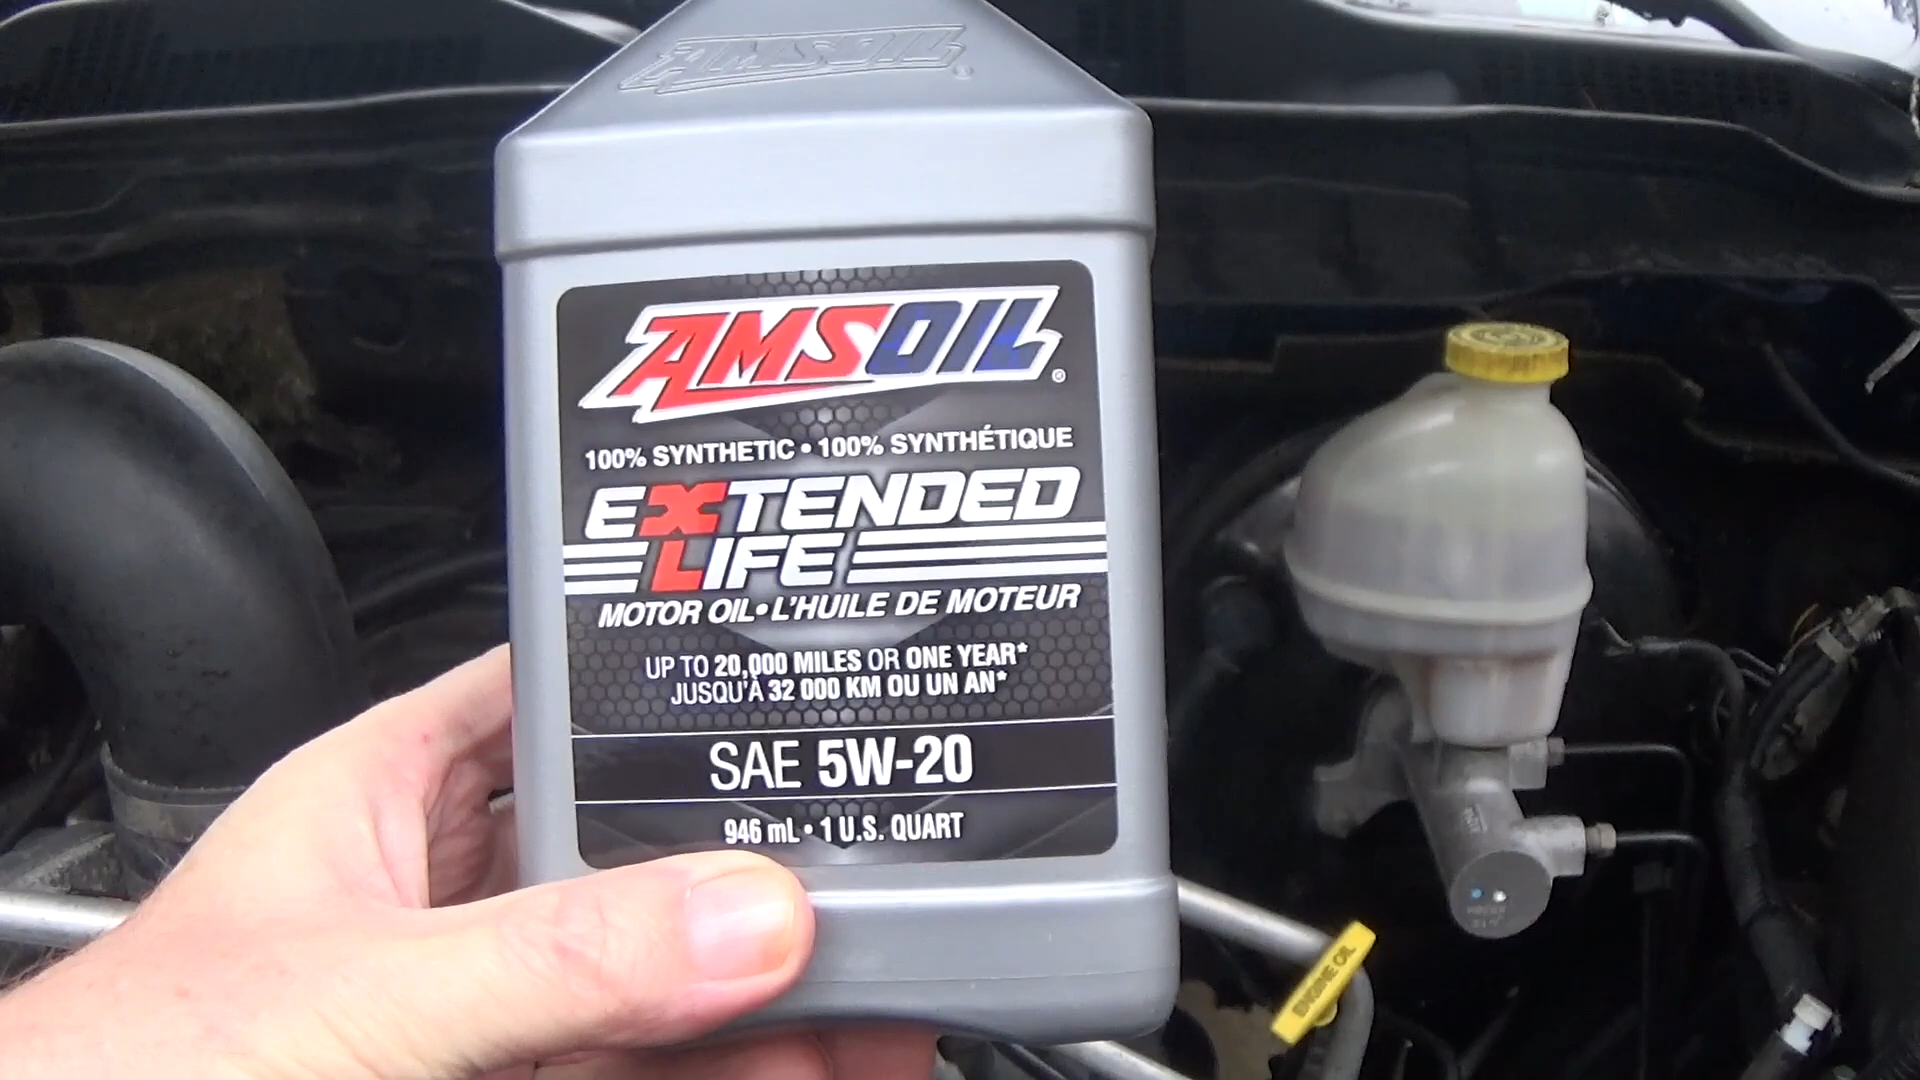 AMSOIL®
AMSOIL®
100% SYNTHETIC • 100% SYNTHÉTIQUE
EXTENDED
LIFE
MOTOR OIL • L'HUILE DE MOTEUR
UP TO 20,000 MILES OR ONE YEAR*
JUSQU'À 32 000 KM OU UN AN*
SAE 5W-20
946 mL • 1 U.S. QUART
ENGINE OIL